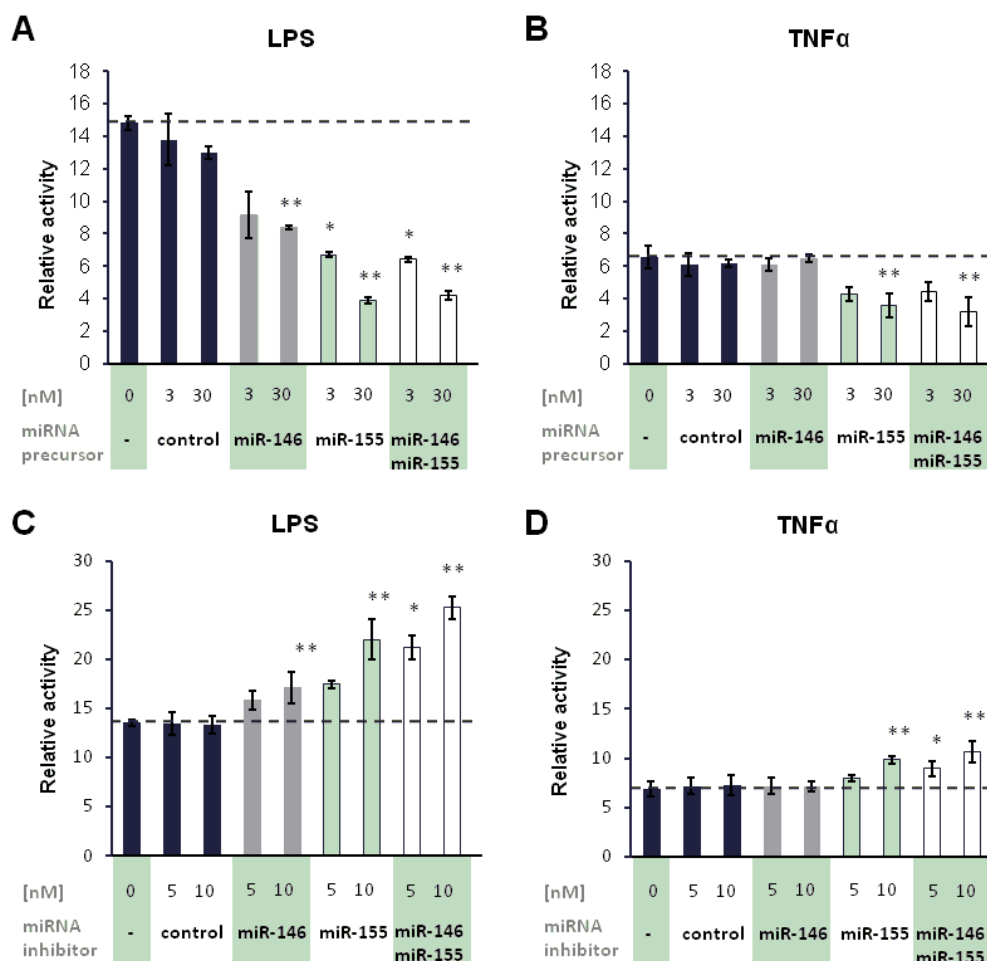 A
LPS
Relative activity
18
16
14
12
10
8
6
4
2
0
** * ** * **
[nM] 0 3 30 3 30 3 30 3 30
miRNA precursor - control miR-146 miR-155 miR-146 miR-155
B
TNFα
Relative activity
18
16
14
12
10
8
6
4
2
0
** **
[nM] 0 3 30 3 30 3 30 3 30
miRNA precursor - control miR-146 miR-155 miR-146 miR-155
C
LPS
Relative activity
30
25
20
15
10
5
0
** ** * **
[nM] 0 5 10 5 10 5 10 5 10
miRNA inhibitor - control miR-146 miR-155 miR-146 miR-155
D
TNFα
Relative activity
30
25
20
15
10
5
0
** * **
[nM] 0 5 10 5 10 5 10 5 10
miRNA inhibitor - control miR-146 miR-155 miR-146 miR-155